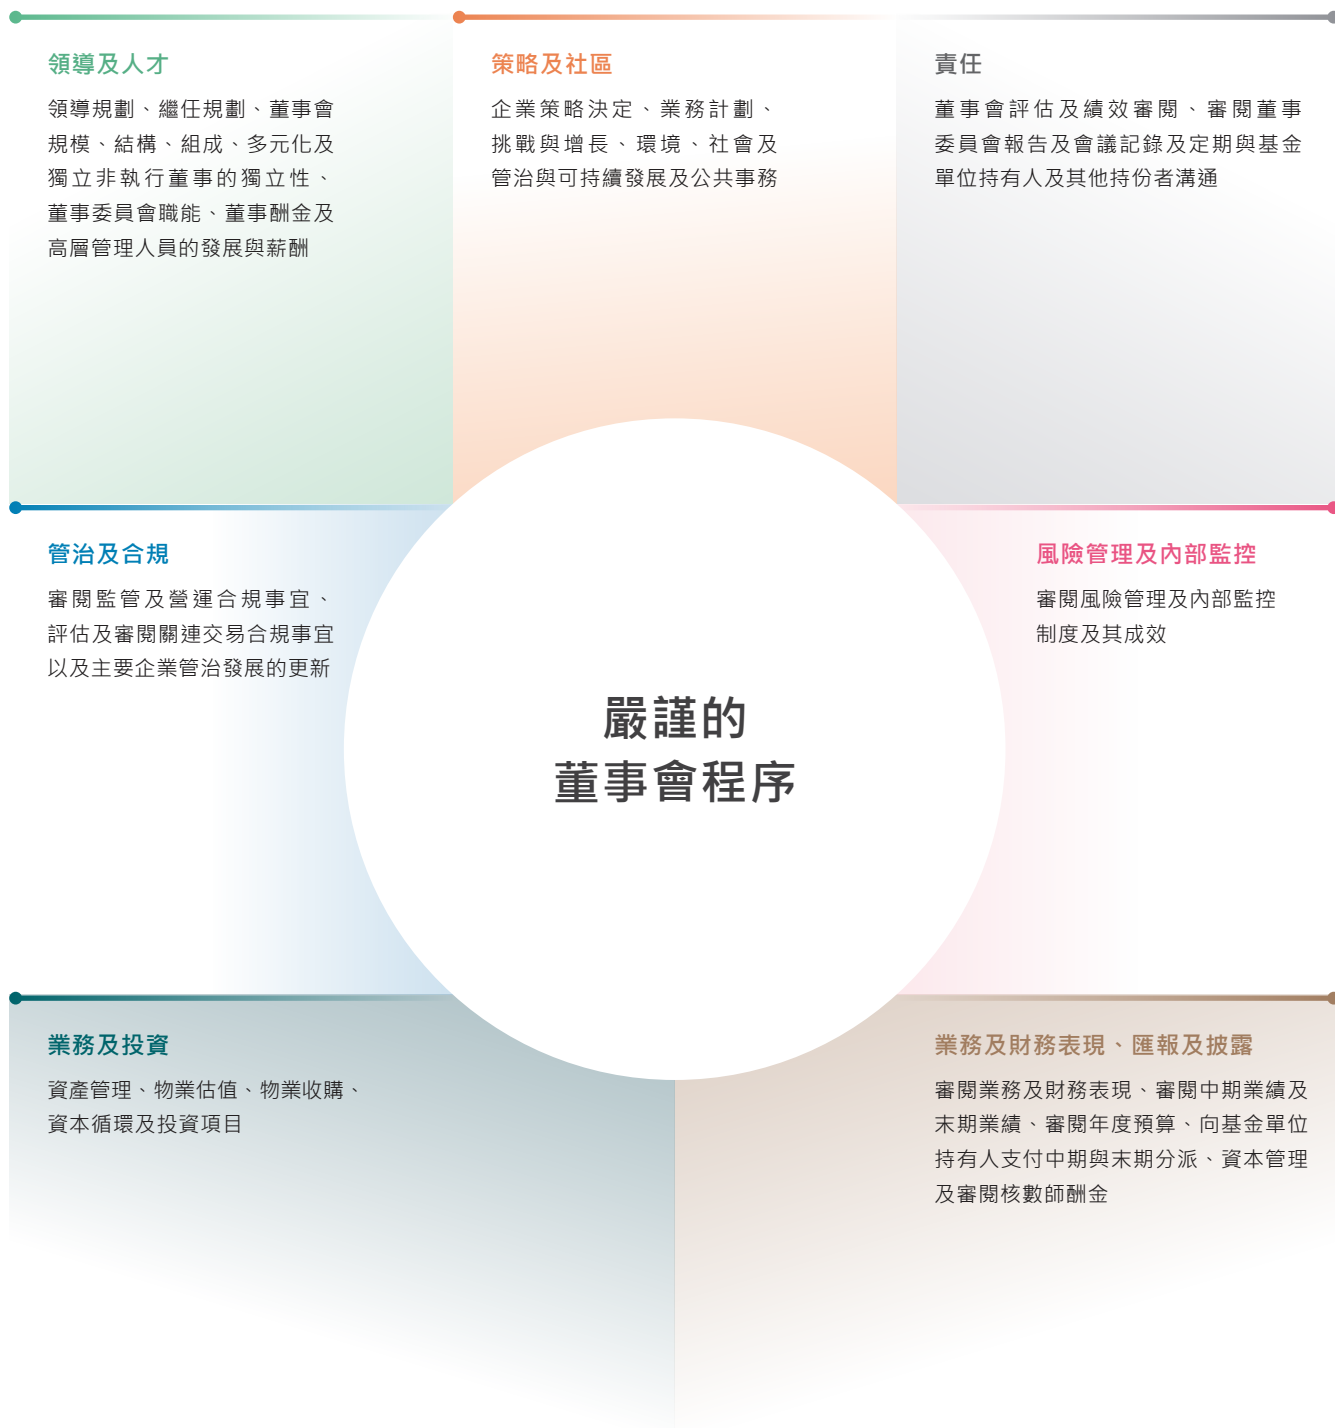 領導及人才
領導規劃、繼任規劃、董事會
規模、結構、組成、多元化及
獨立非執行董事的獨立性、
董事委員會職能、董事酬金及
高層管理人員的發展與薪酬
策略及社區
企業策略決定、業務計劃、
挑戰與增長、環境、社會及
管治與可持續發展及公共事務
責任
董事會評估及績效審閱、審閱董事
委員會報告及會議記錄及定期與基金
單位持有人及其他持份者溝通
管治及合規
審閱監管及營運合規事宜、
評估及審閱關連交易合規事宜
以及主要企業管治發展的更新
嚴謹的
董事會程序
風險管理及內部監控
審閱風險管理及內部監控
制度及其成效
業務及投資
資產管理、物業估值、物業收購、
資本循環及投資項目
業務及財務表現、匯報及披露
審閱業務及財務表現、審閱中期業績及
末期業績、審閱年度預算、向基金單位
持有人支付中期與末期分派、資本管理
及審閱核數師酬金